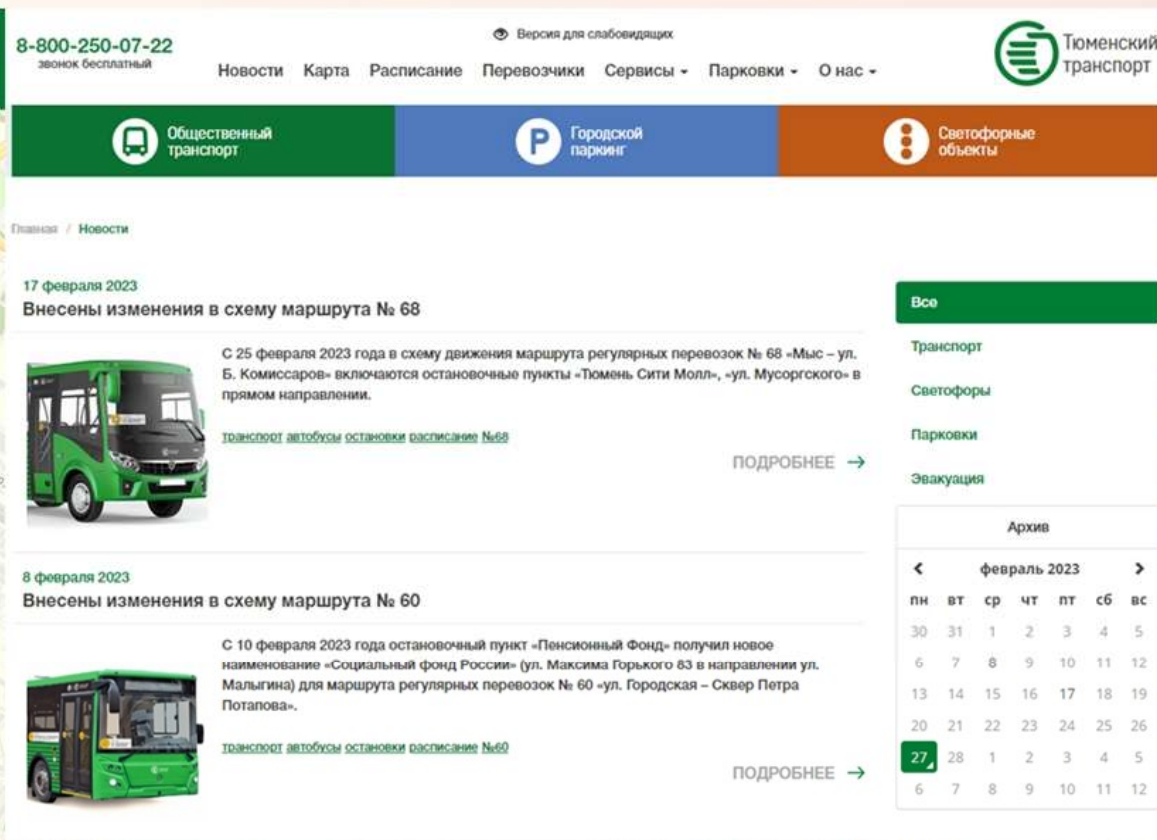 8-800-250-07-22
звонок бесплатный
Версия для слабовидящих
Новости Карта Расписание Перевозчики Сервисы Парковки О нас
Тюменский
транспорт
Общественный
транспорт
P
Городской
паркинг
Светофорные
объекты
Главная / Новости
17 февраля 2023
Внесены изменения в схему маршрута № 68
С 25 февраля 2023 года в схему движения маршрута регулярных перевозок № 68 «Мыс – ул.
Б. Комиссаров» включаются остановочные пункты «Тюмень Сити Молл», «ул. Мусоргского» в
прямом направлении.
транспорт автобусы остановки расписание №68
ПОДРОБНЕЕ →
8 февраля 2023
Внесены изменения в схему маршрута № 60
С 10 февраля 2023 года остановочный пункт «Пенсионный Фонд» получил новое
наименование «Социальный фонд России» (ул. Максима Горького 83 в направлении ул.
Малыгина) для маршрута регулярных перевозок № 60 «ул. Городская – Сквер Петра
Потапова».
транспорт автобусы остановки расписание №60
ПОДРОБНЕЕ →
Все
Транспорт
Светофоры
Парковки
Эвакуация
Архив
февраль 2023
пн вт ср чт пт сб вс
30 31 1 2 3 4 5
6 7 8 9 10 11 12
13 14 15 16 17 18 19
20 21 22 23 24 25 26
27 28 1 2 3 4 5
6 7 8 9 10 11 12